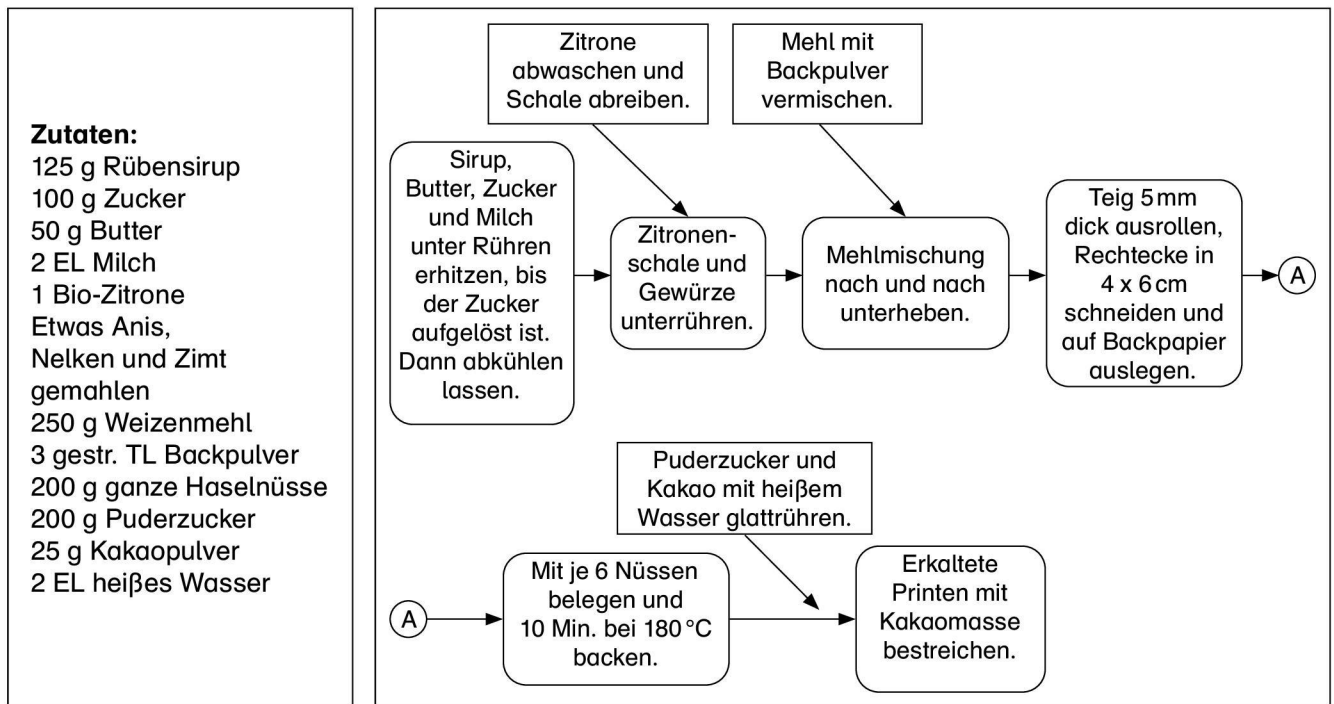 Zutaten:
125 g Rübensirup
100 g Zucker
50 g Butter
2 EL Milch
1 Bio-Zitrone
Etwas Anis,
Nelken und Zimt
gemahlen
250 g Weizenmehl
3 gestr. TL Backpulver
200 g ganze Haselnüsse
200 g Puderzucker
25 g Kakaopulver
2 EL heißes Wasser
Zitrone
abwaschen und
Schale abreiben.
Mehl mit
Backpulver
vermischen.
Sirup,
Butter, Zucker
und Milch
unter Rühren
erhitzen, bis
der Zucker
aufgelöst ist.
Dann abkühlen
lassen.
Zitronen-
schale und
Gewürze
unterrühren.
Mehlmischung
nach und nach
unterheben.
Teig 5 mm
dick ausrollen,
Rechtecke in
4 x 6 cm
schneiden und
auf Backpapier
auslegen.
A
Puderzucker und
Kakao mit heißem
Wasser glattrühren.
A
Mit je 6 Nüssen
belegen und
10 Min. bei 180 °C
backen.
Erkaltete
Printen mit
Kakaomasse
bestreichen.